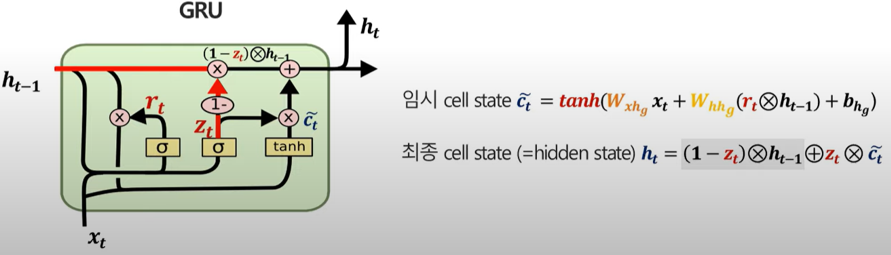 GRU
h_t
(1 − z_t)⊗h_{t−1}
h_{t−1}
r_t
1-
z_t
c̃_t
σ
σ
tanh
x_t
임시 cell state c̃_t = tanh(W_{xh_g} x_t + W_{hh_g}(r_t⊗h_{t−1}) + b_{h_g})
최종 cell state (=hidden state) h_t = (1 − z_t)⊗h_{t−1}⊕z_t ⊗ c̃_t